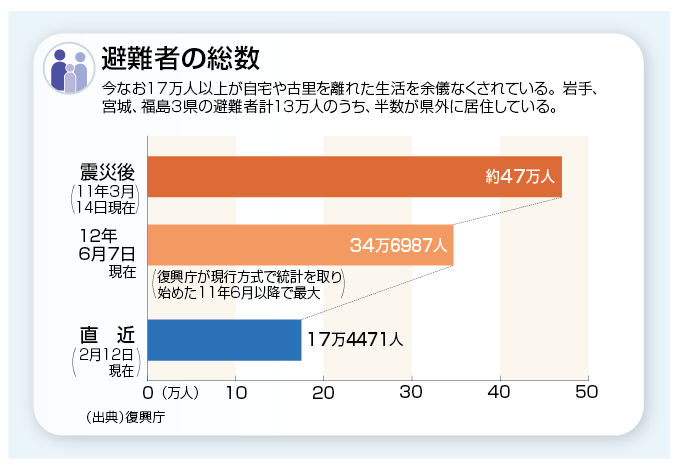 避難者の総数
今なお17万人以上が自宅や古里を離れた生活を余儀なくされている。岩手、
宮城、福島3県の避難者計13万人のうち、半数が県外に居住している。
震災後
(11年3月
14日現在)
約47万人
12年
6月7日
現在
34万6987人
(復興庁が現行方式で統計を取り
始めた11年6月以降で最大)
直 近
(2月12日
現在)
17万4471人
0 (万人) 10 20 30 40 50
(出典)復興庁